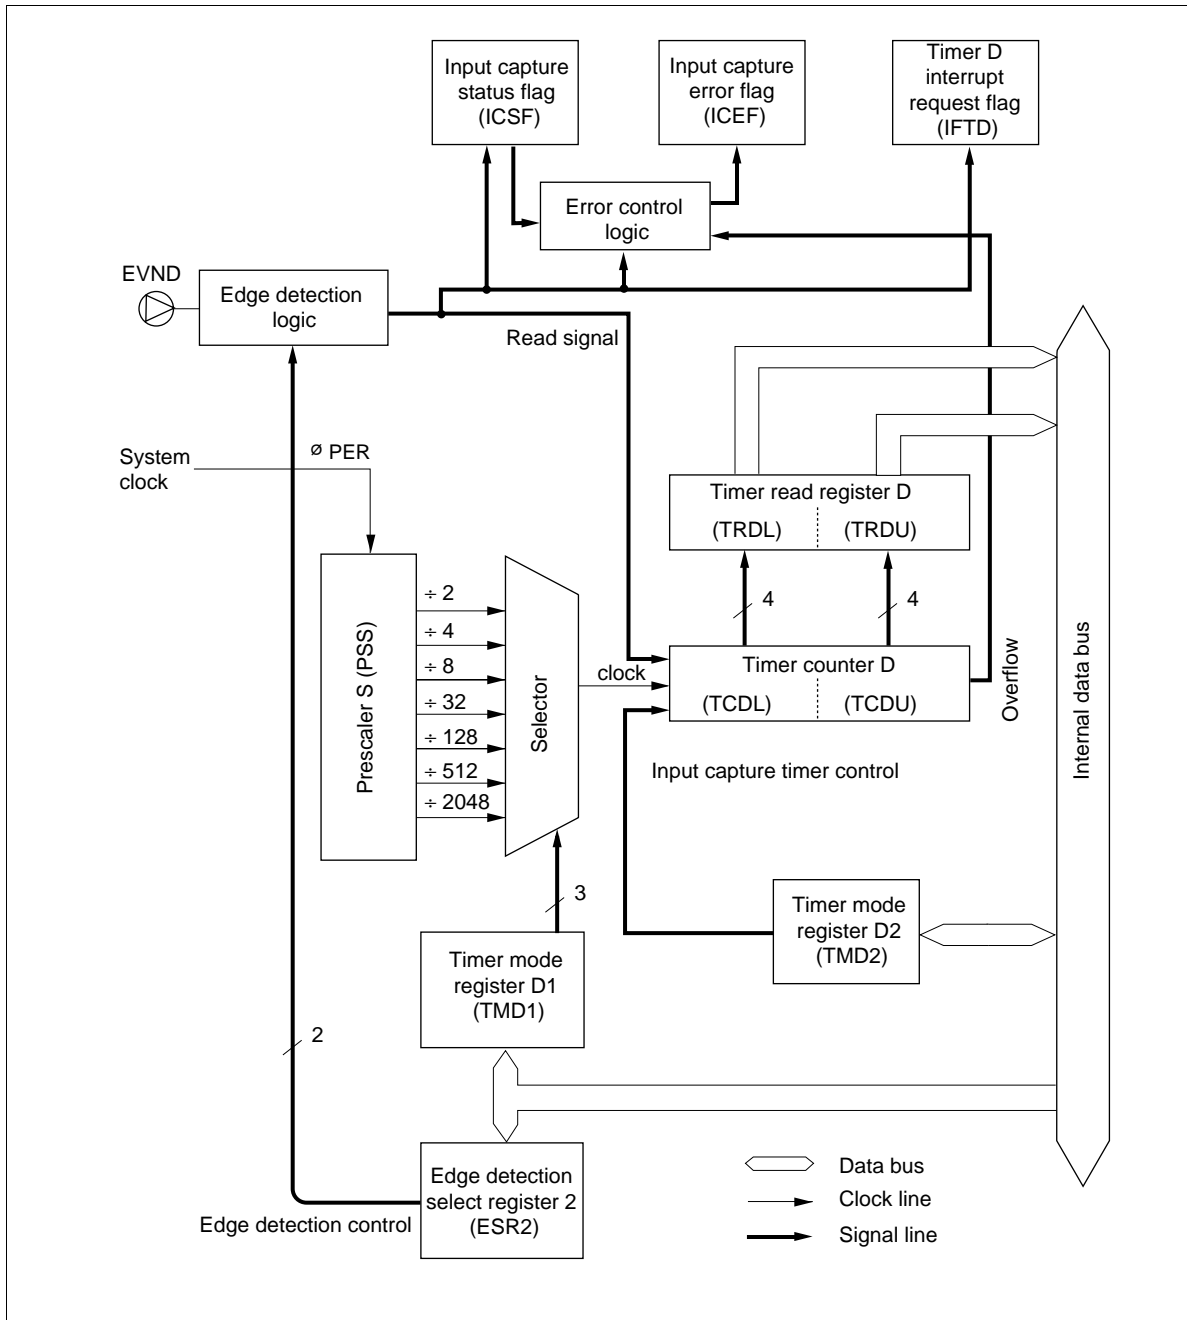 Input capture
status flag
(ICSF)
Input capture
error flag
(ICEF)
Timer D
interrupt
request flag
(IFTD)
Error control
logic
EVND
Edge detection
logic
Read signal
System
clock
ø PER
Timer read register D
(TRDL)
(TRDU)
Prescaler S (PSS)
÷ 2
÷ 4
÷ 8
÷ 32
÷ 128
÷ 512
÷ 2048
Selector
4
4
clock
Timer counter D
(TCDL)
(TCDU)
Overflow
Internal data bus
Input capture timer control
3
Timer mode
register D1
(TMD1)
Timer mode
register D2
(TMD2)
2
Edge detection
select register 2
(ESR2)
Edge detection control
Data bus
Clock line
Signal line